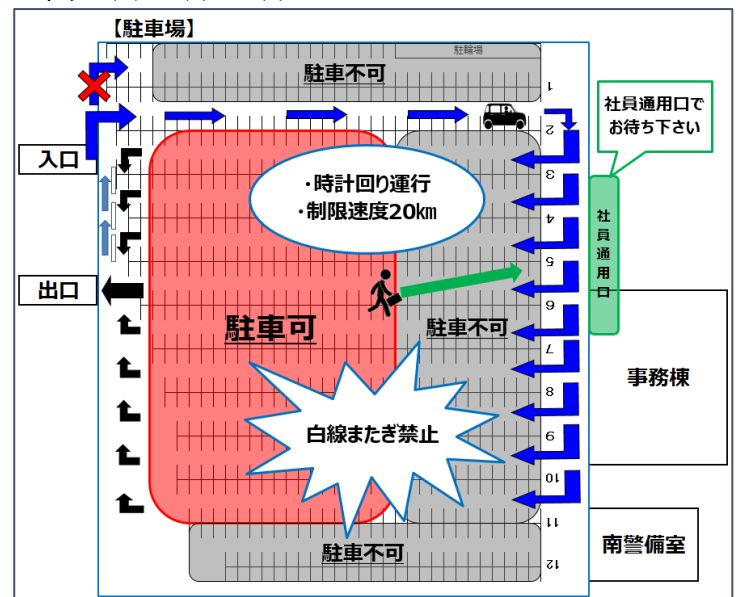 【駐車場】
駐輪場
駐車不可
1
社員通用口で
お待ち下さい
2
入口
3
・時計回り運行
・制限速度20㎞
4
社員通用口
5
出口
6
駐車可
駐車不可
7
事務棟
8
白線またぎ禁止
9
10
11
駐車不可
南警備室
12